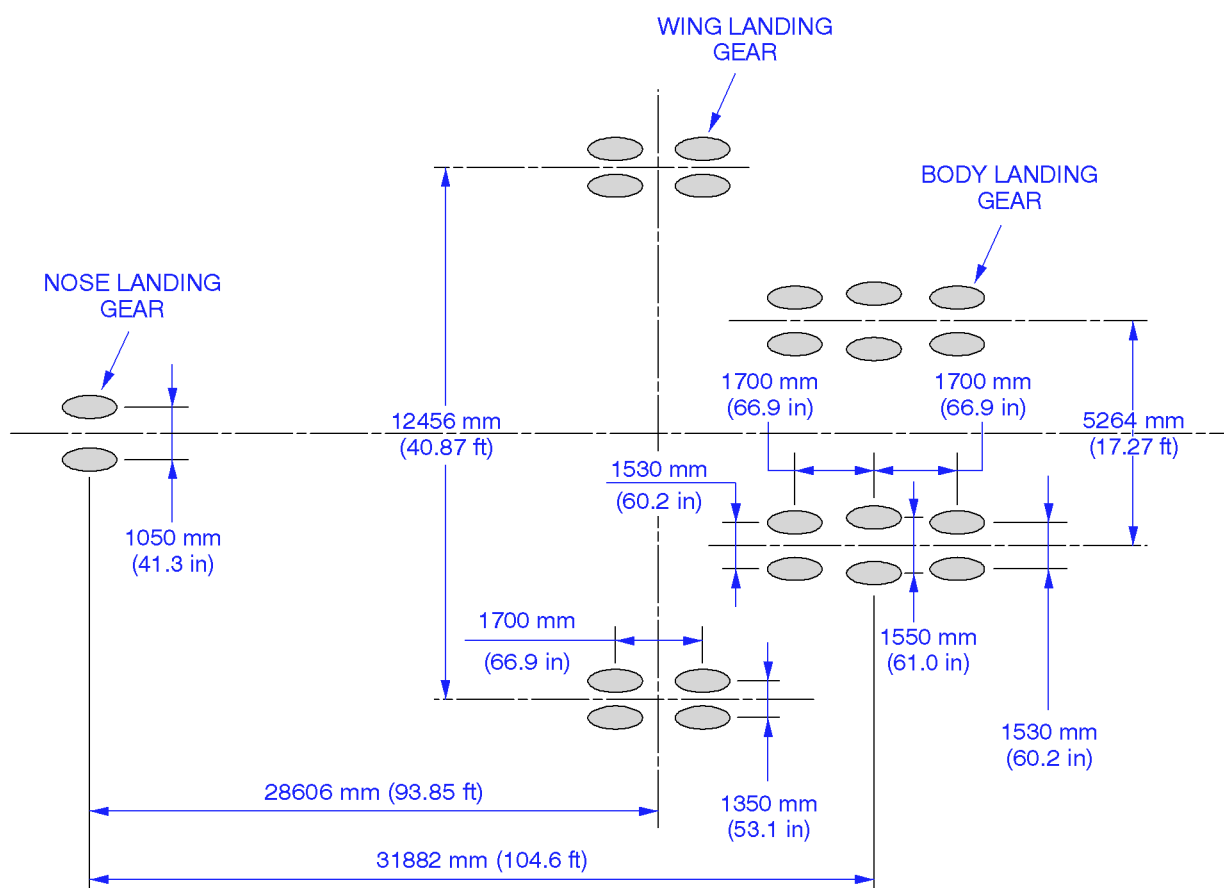 WING LANDING
GEAR
BODY LANDING
GEAR
NOSE LANDING
GEAR
1700 mm
(66.9 in)
1700 mm
(66.9 in)
12456 mm
(40.87 ft)
5264 mm
(17.27 ft)
1530 mm
(60.2 in)
1050 mm
(41.3 in)
1700 mm
(66.9 in)
1550 mm
(61.0 in)
1530 mm
(60.2 in)
28606 mm (93.85 ft)
1350 mm
(53.1 in)
31882 mm (104.6 ft)